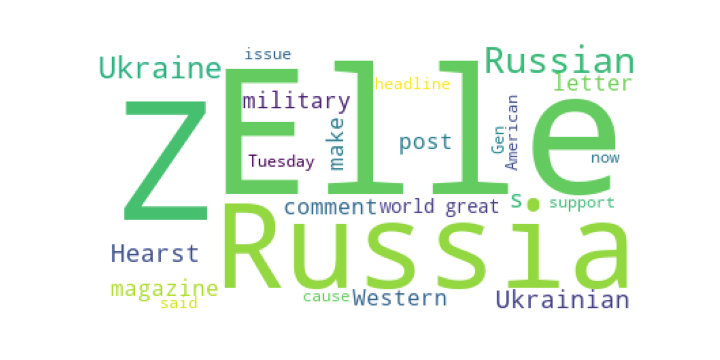 issue
Ukraine
Russian
headline
letter
Z
Elle
military
make
post
Gen
American
Tuesday
now
comment
world
great
s
support
Russia
Hearst
magazine
said
cause
Western
Ukrainian